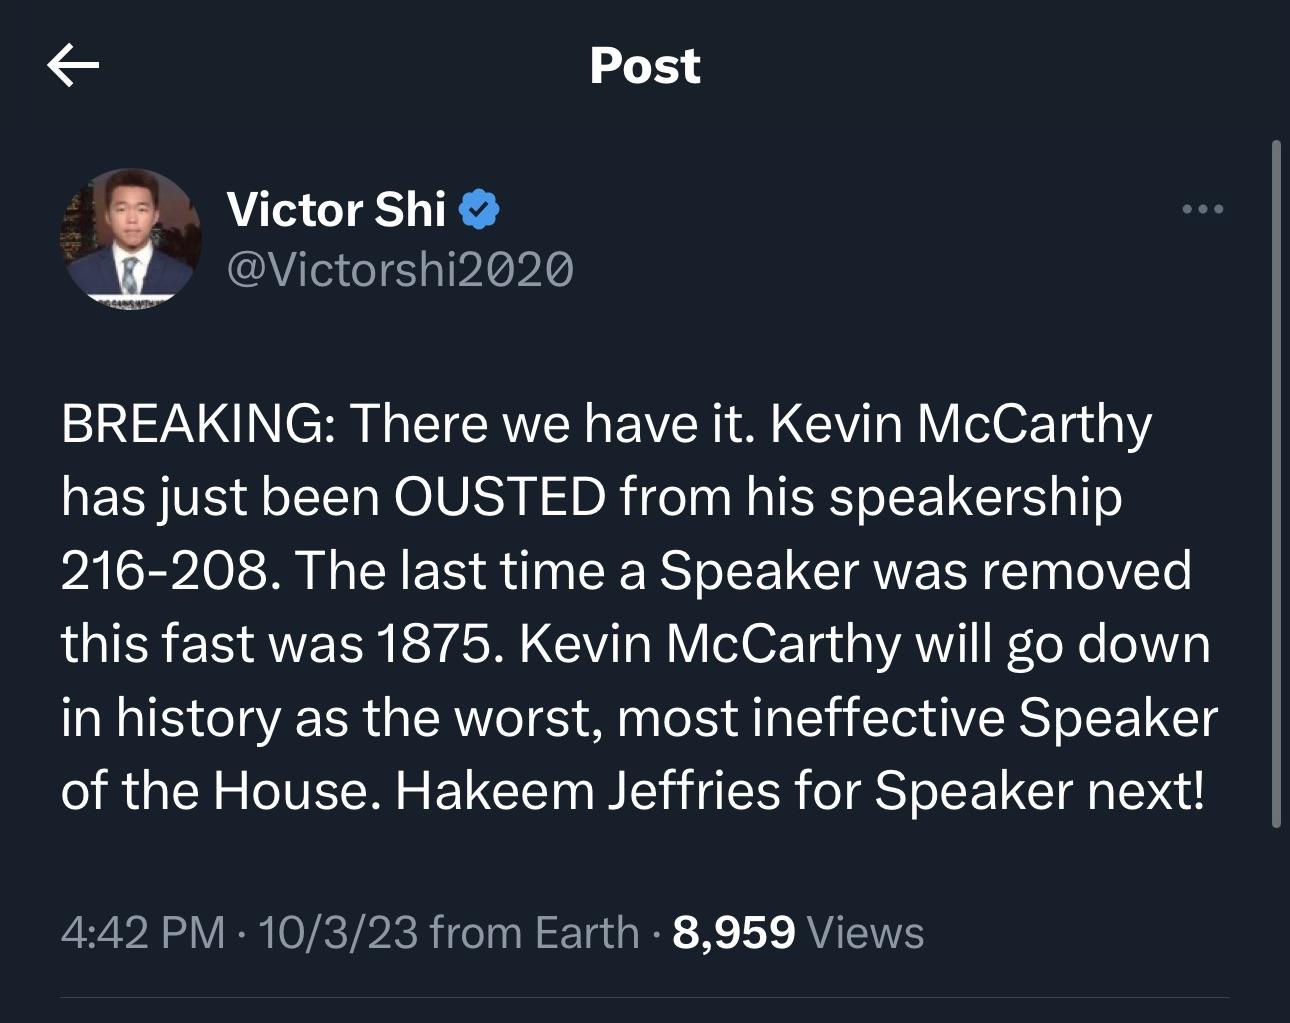 Post
Victor Shi
@Victorshi2020
BREAKING: There we have it. Kevin McCarthy
has just been OUSTED from his speakership
216-208. The last time a Speaker was removed
this fast was 1875. Kevin McCarthy will go down
in history as the worst, most ineffective Speaker
of the House. Hakeem Jeffries for Speaker next!
4:42 PM · 10/3/23 from Earth · 8,959 Views